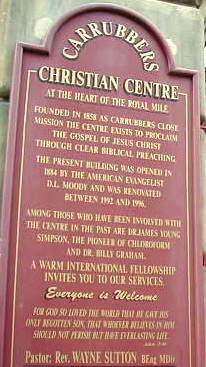 CARRUBBERS
CHRISTIAN CENTRE
AT THE HEART OF THE ROYAL MILE
FOUNDED IN 1858 AS CARRUBBERS CLOSE
MISSION THE CENTRE EXISTS TO PROCLAIM
THE GOSPEL OF JESUS CHRIST
THROUGH CLEAR BIBLICAL PREACHING.
THE PRESENT BUILDING WAS OPENED IN
1884 BY THE AMERICAN EVANGELIST
D.L. MOODY AND WAS RENOVATED
BETWEEN 1992 AND 1996.
AMONG THOSE WHO HAVE BEEN INVOLVED WITH
THE CENTRE IN THE PAST ARE DR.JAMES YOUNG
SIMPSON, THE PIONEER OF CHLOROFORM
AND DR. BILLY GRAHAM.
A WARM INTERNATIONAL FELLOWSHIP
INVITES YOU TO OUR SERVICES.
Everyone is Welcome
FOR GOD SO LOVED THE WORLD THAT HE GAVE HIS
ONLY BEGOTTEN SON, THAT WHOEVER BELIEVES IN HIM
SHOULD NOT PERISH BUT HAVE EVERLASTING LIFE.
John 3:16
Pastor: Rev. WAYNE SUTTON BEng MDiv